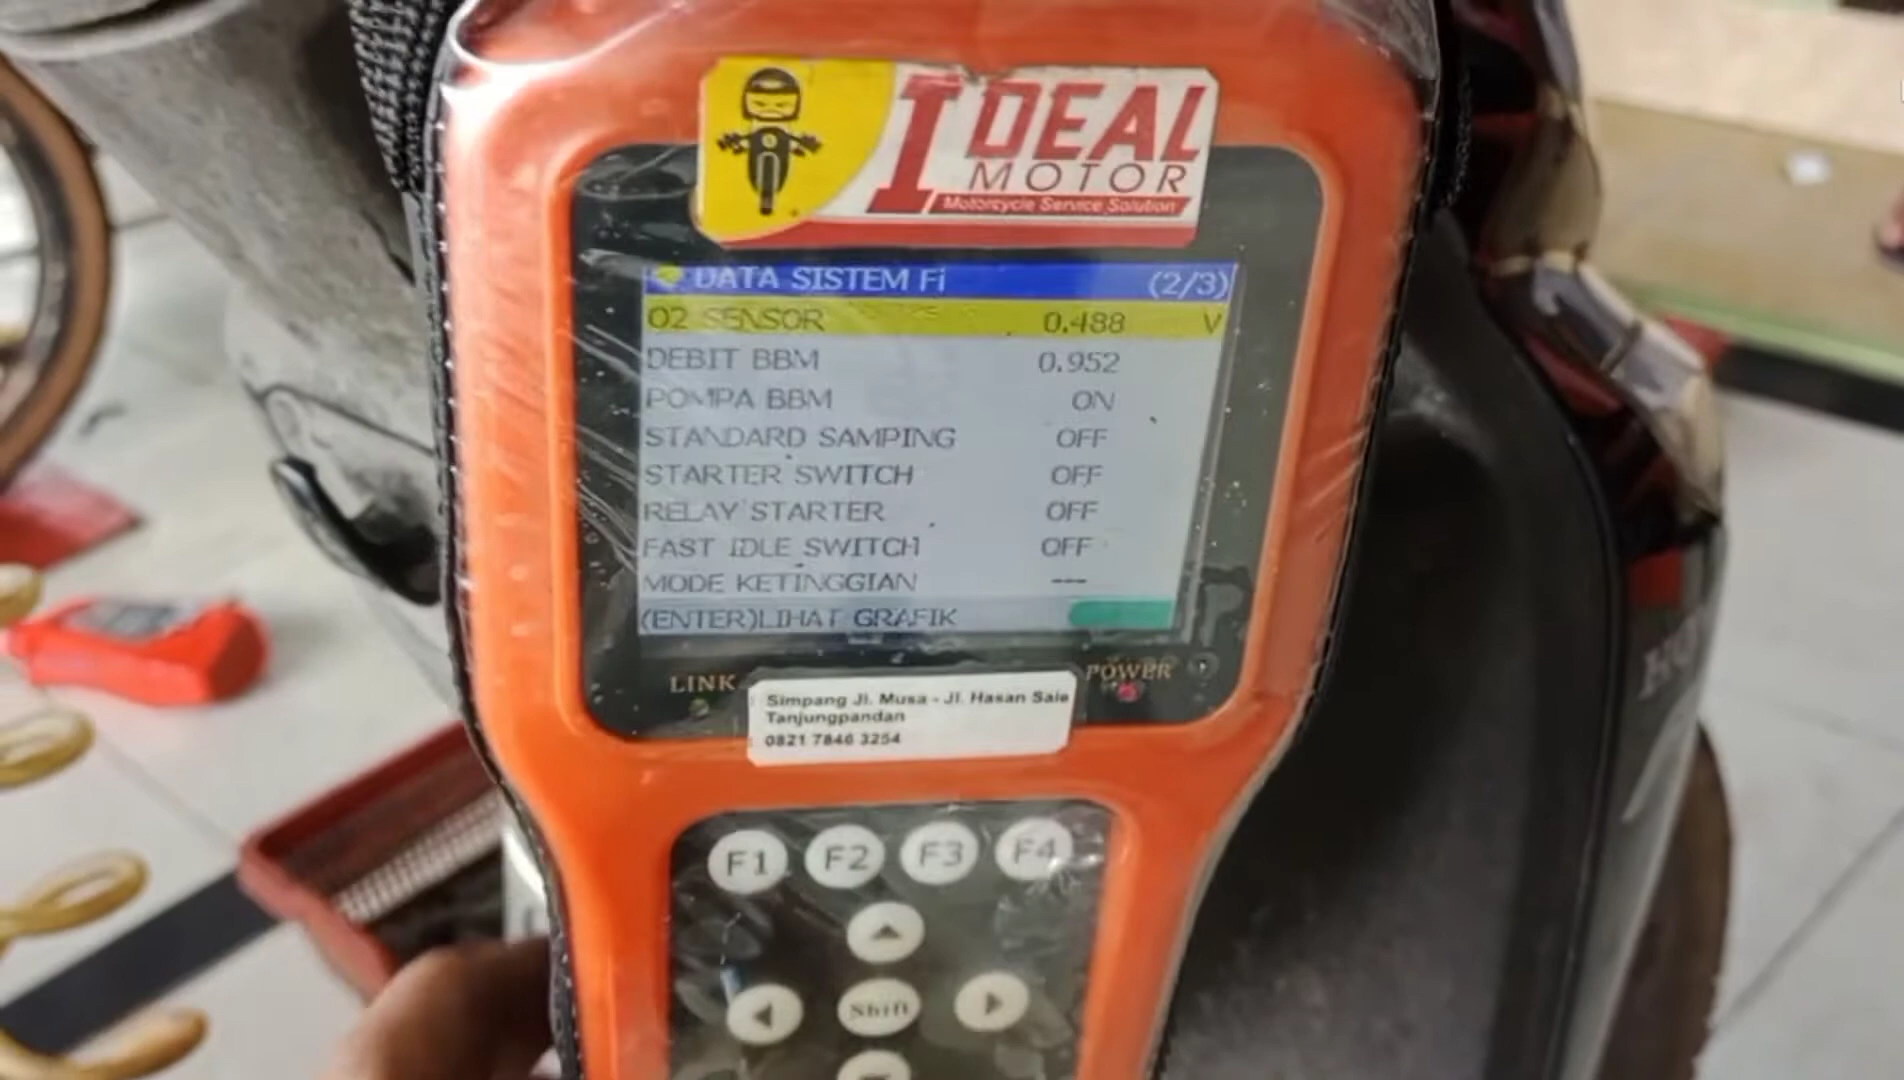 IDEAL
MOTOR
Motorcycle Service Solution
DATA SISTEM Fi (2/3)
O2 SENSOR 0.488 V
DEBIT BBM 0.952
POMPA BBM ON
STANDARD SAMPING OFF
STARTER SWITCH OFF
RELAY STARTER OFF
FAST IDLE SWITCH OFF
MODE KETINGGIAN ---
(ENTER)LIHAT GRAFIK
LINK POWER
Simpang Jl. Musa - Jl. Hasan Saie
Tanjungpandan
0821 7846 3254
F1 F2 F3 F4
Shift